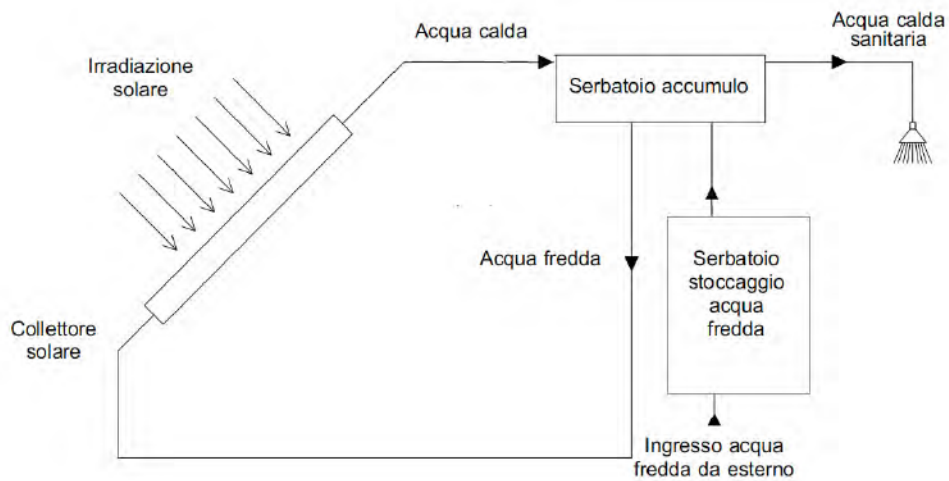 Acqua calda
Acqua calda
sanitaria
Irradiazione
solare
Serbatoio accumulo
Acqua fredda
Serbatoio
stoccaggio
acqua
fredda
Collettore
solare
Ingresso acqua
fredda da esterno